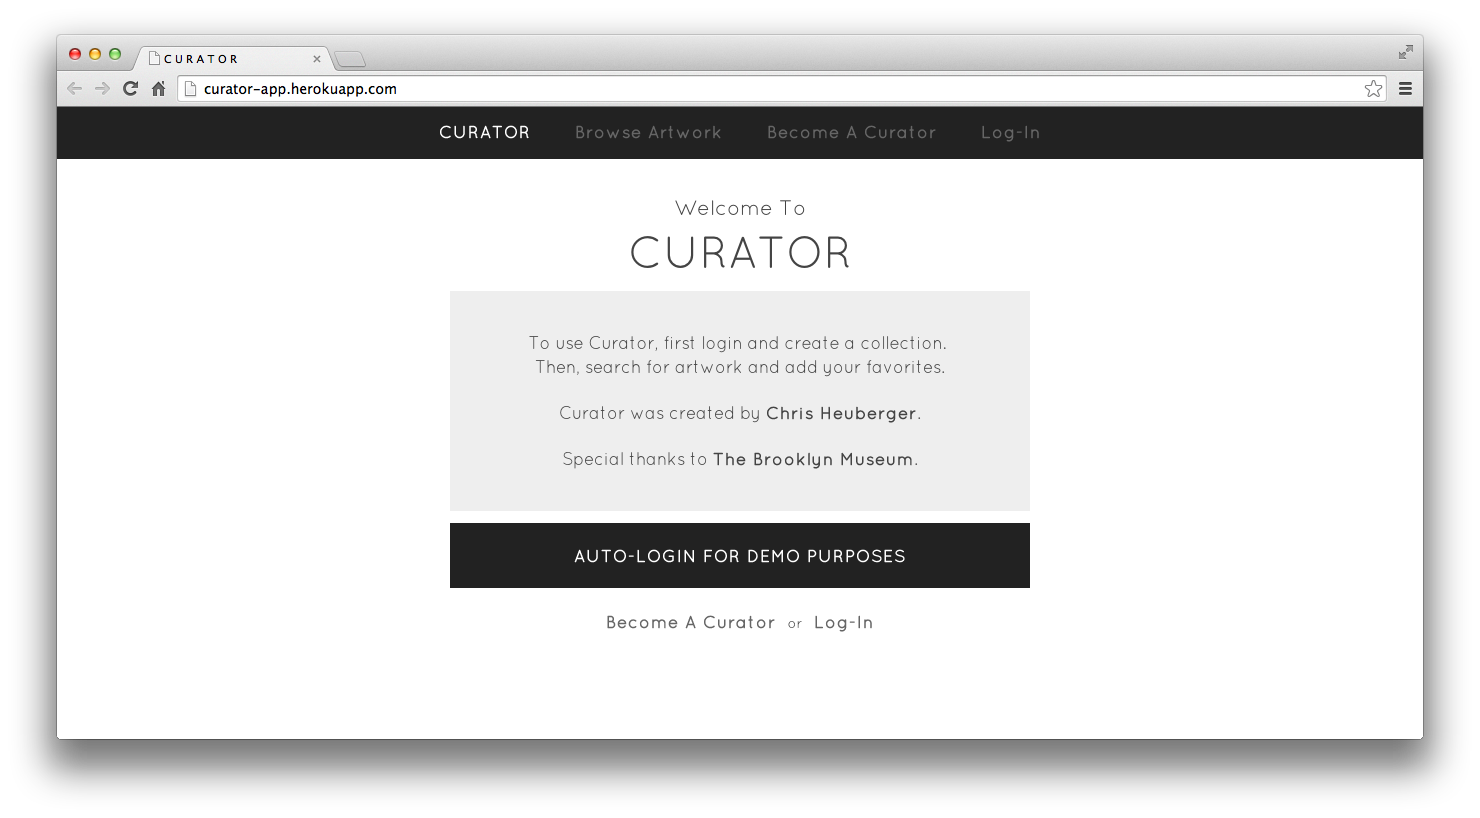 CURATOR
curator-app.herokuapp.com
CURATOR Browse Artwork Become A Curator Log-In
Welcome To
CURATOR
To use Curator, first login and create a collection.
Then, search for artwork and add your favorites.
Curator was created by Chris Heuberger.
Special thanks to The Brooklyn Museum.
AUTO-LOGIN FOR DEMO PURPOSES
Become A Curator or Log-In